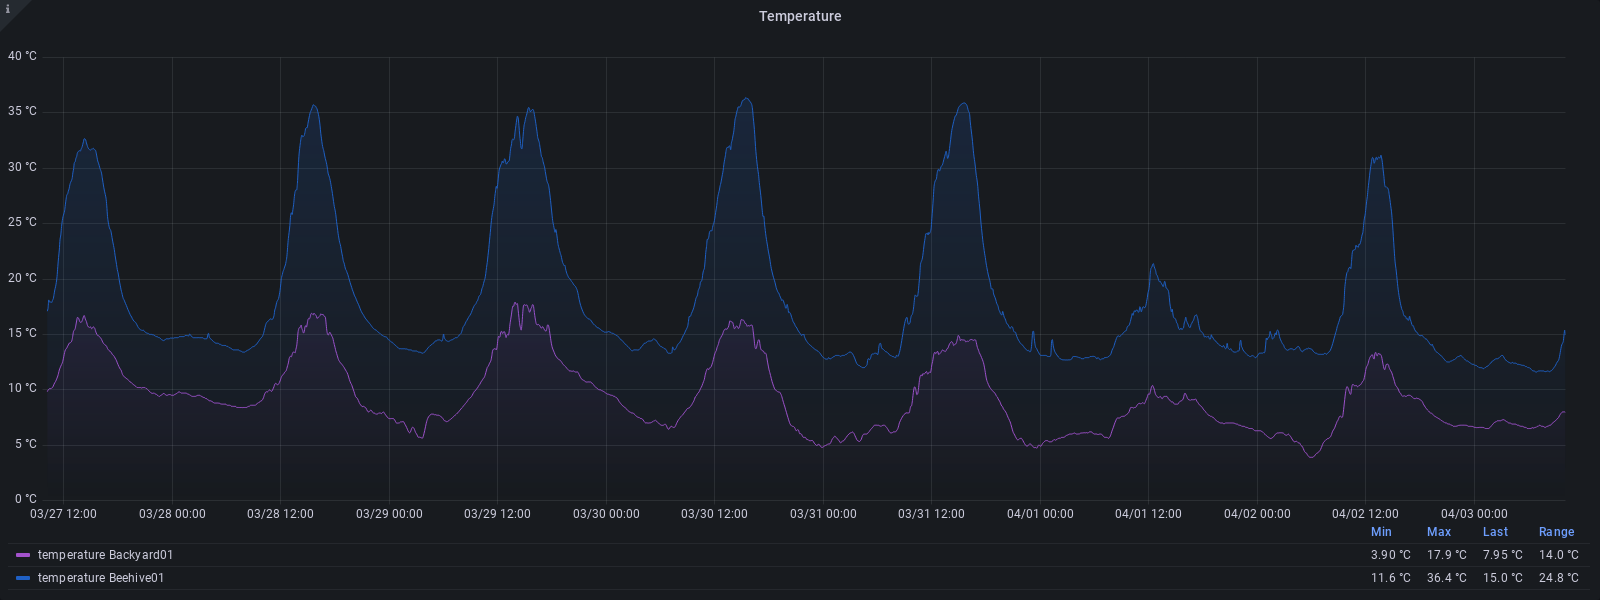 i
Temperature
40 °C
35 °C
30 °C
25 °C
20 °C
15 °C
10 °C
5 °C
0 °C
03/27 12:00 03/28 00:00 03/28 12:00 03/29 00:00 03/29 12:00 03/30 00:00 03/30 12:00 03/31 00:00 03/31 12:00 04/01 00:00 04/01 12:00 04/02 00:00 04/02 12:00 04/03 00:00
Min Max Last Range
temperature Backyard01 3.90 °C 17.9 °C 7.95 °C 14.0 °C
temperature Beehive01 11.6 °C 36.4 °C 15.0 °C 24.8 °C